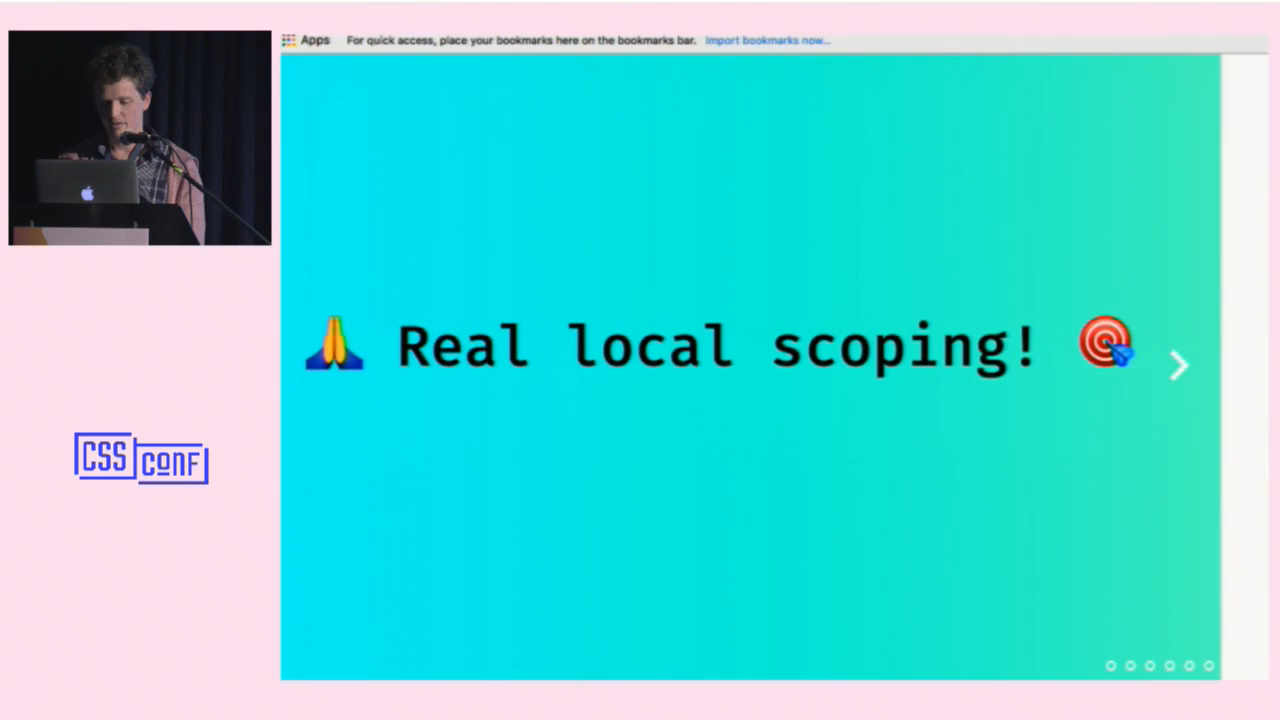 Apps For quick access, place your bookmarks here on the bookmarks bar. Import bookmarks now...
Real local scoping!
CSS
CONF